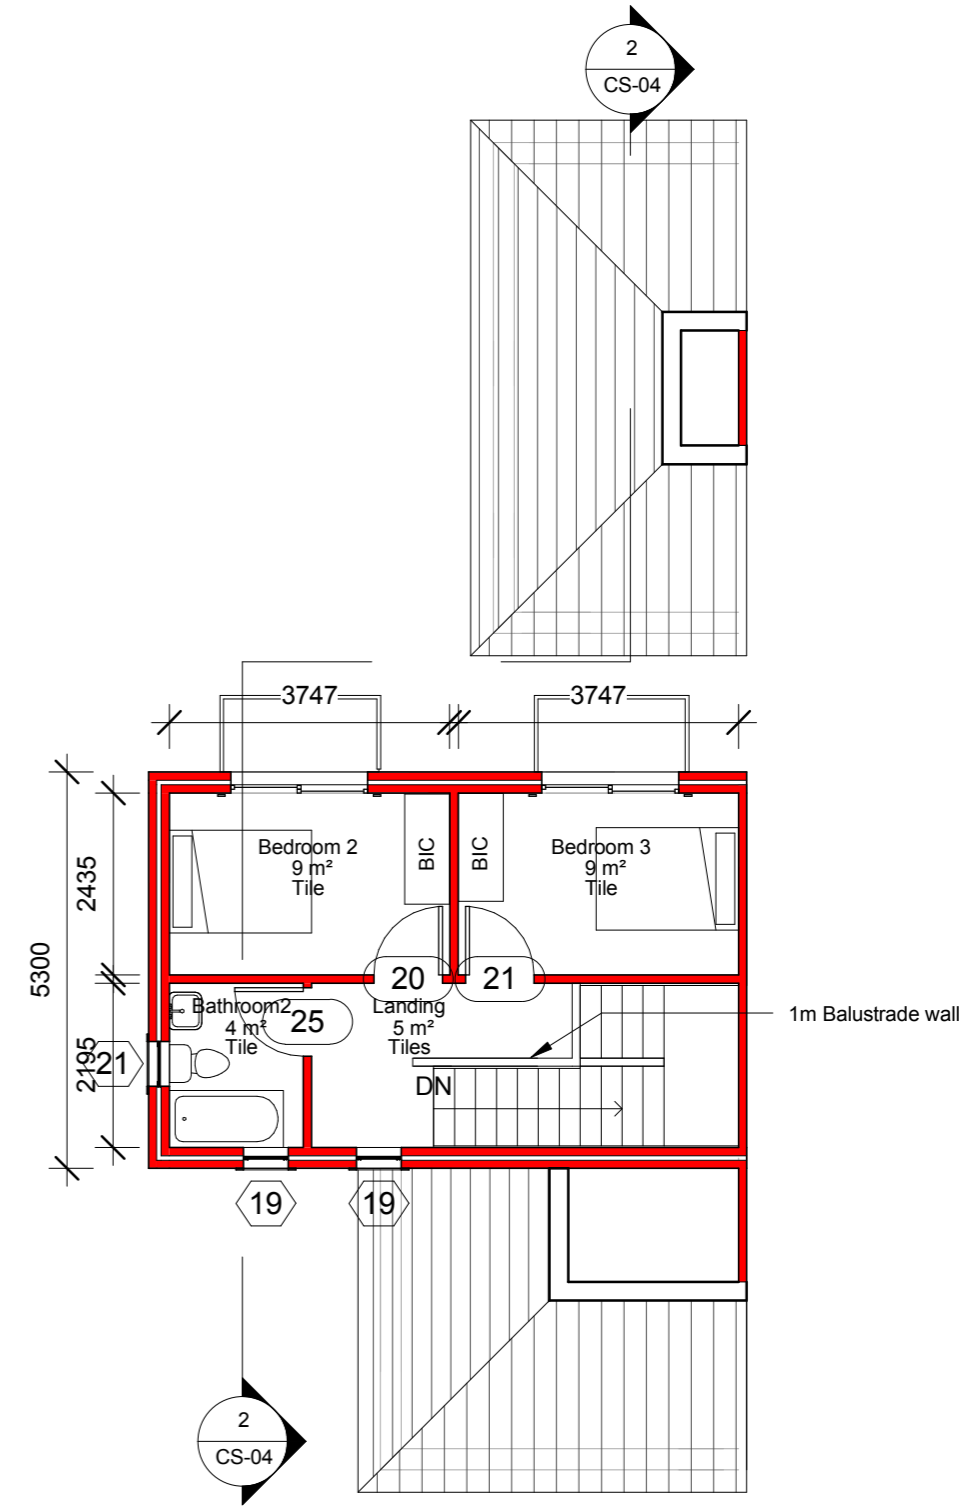 2
CS-04
3747
3747
Bedroom 2
9 m²
Tile
BIC
BIC
Bedroom 3
9 m²
Tile
2435
5300
20
21
Bathroom2
4 m²
Tile
25
Landing
5 m²
Tiles
1m Balustrade wall
2195
21
DN
19
19
2
CS-04